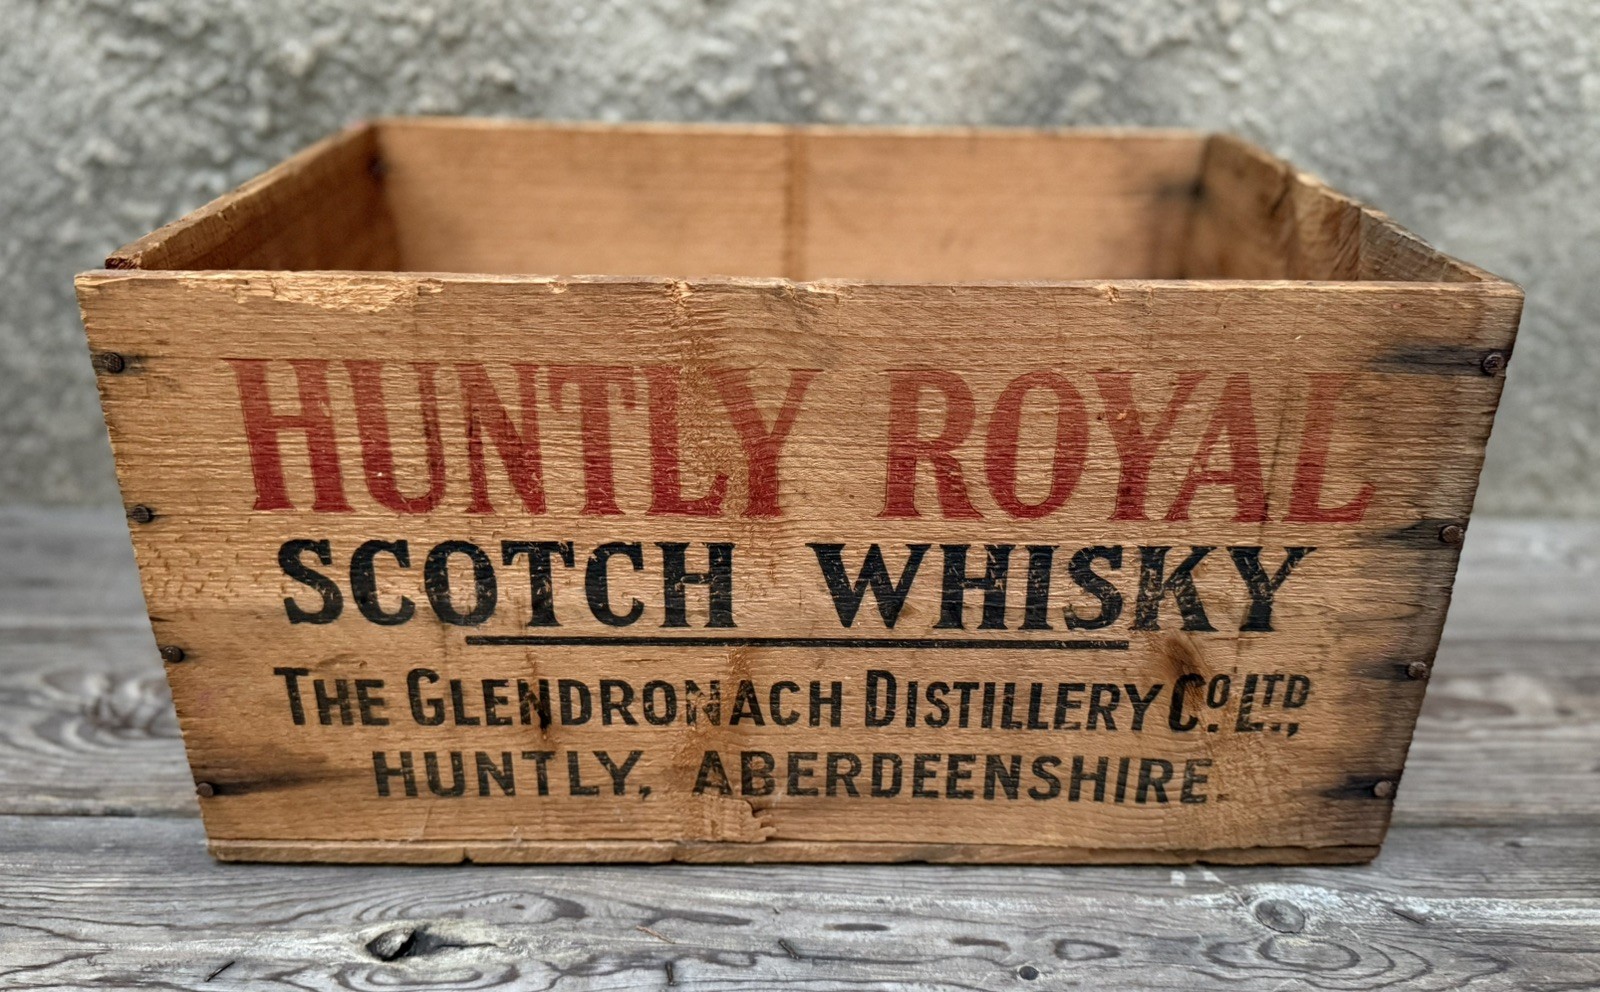 HUNTLY ROYAL
SCOTCH WHISKY
THE GLENDRONACH DISTILLERY Co. LTD.,
HUNTLY, ABERDEENSHIRE.